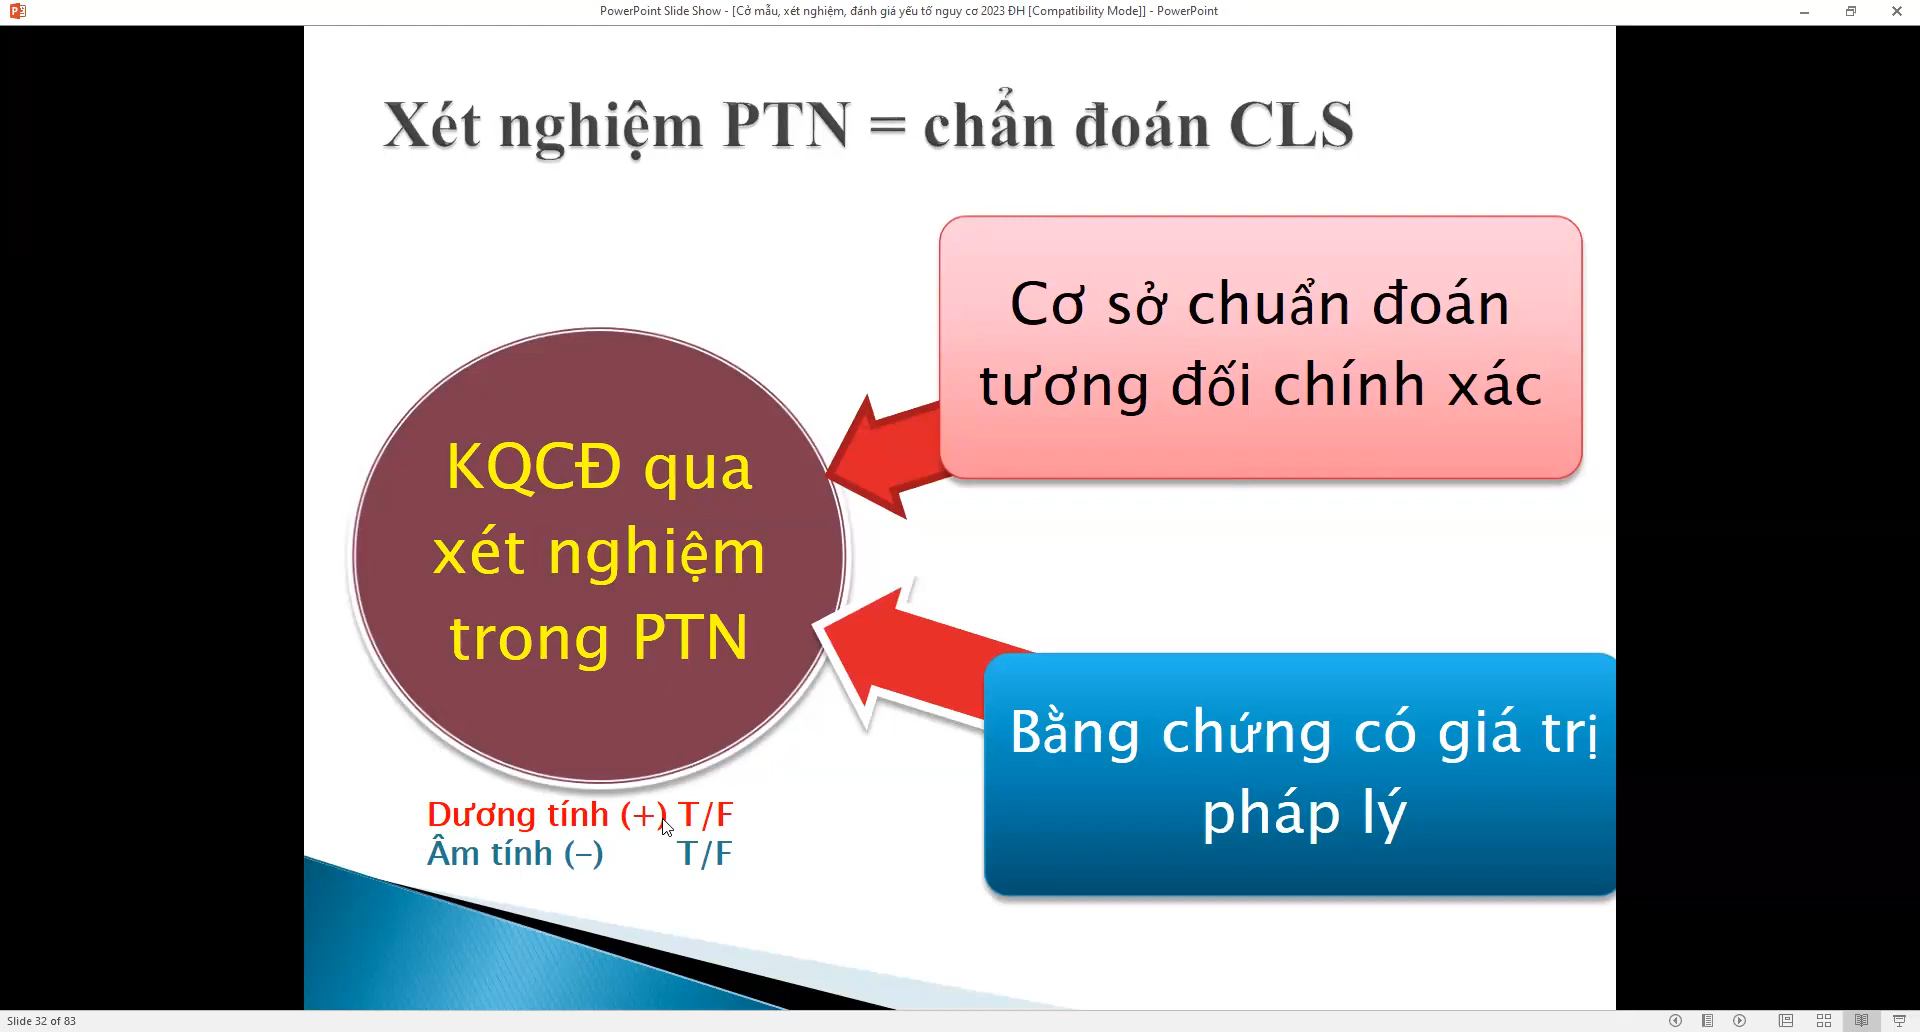 PowerPoint Slide Show - [Cở mẫu, xét nghiệm, đánh giá yếu tố nguy cơ 2023 ĐH [Compatibility Mode]] - PowerPoint
Xét nghiệm PTN = chẩn đoán CLS
Cơ sở chuẩn đoán
tương đối chính xác
KQCĐ qua
xét nghiệm
trong PTN
Bằng chứng có giá trị
pháp lý
Dương tính (+) T/F
Âm tính (–) T/F
Slide 32 of 83